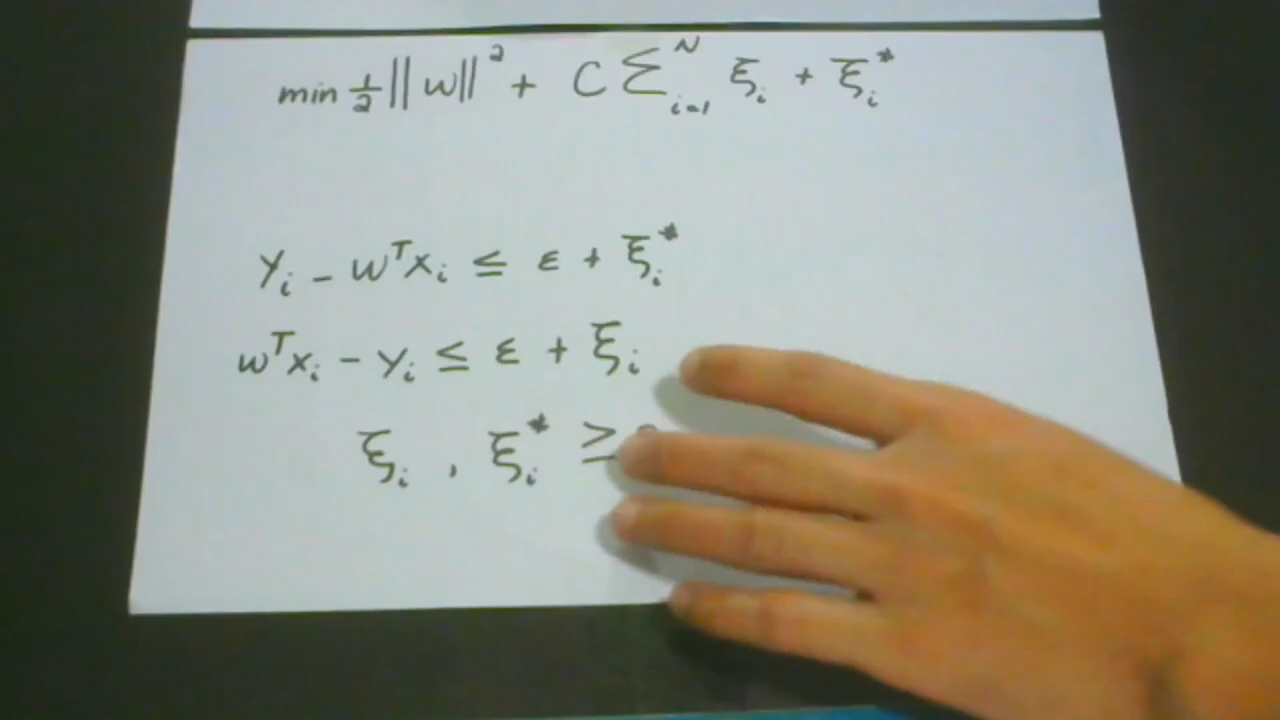 min ½ ||w||² + C Σᵢ₌₁ᴺ ξᵢ + ξᵢ*
yᵢ - wᵀxᵢ ≤ ε + ξᵢ*
wᵀxᵢ - yᵢ ≤ ε + ξᵢ
ξᵢ , ξᵢ* ≥